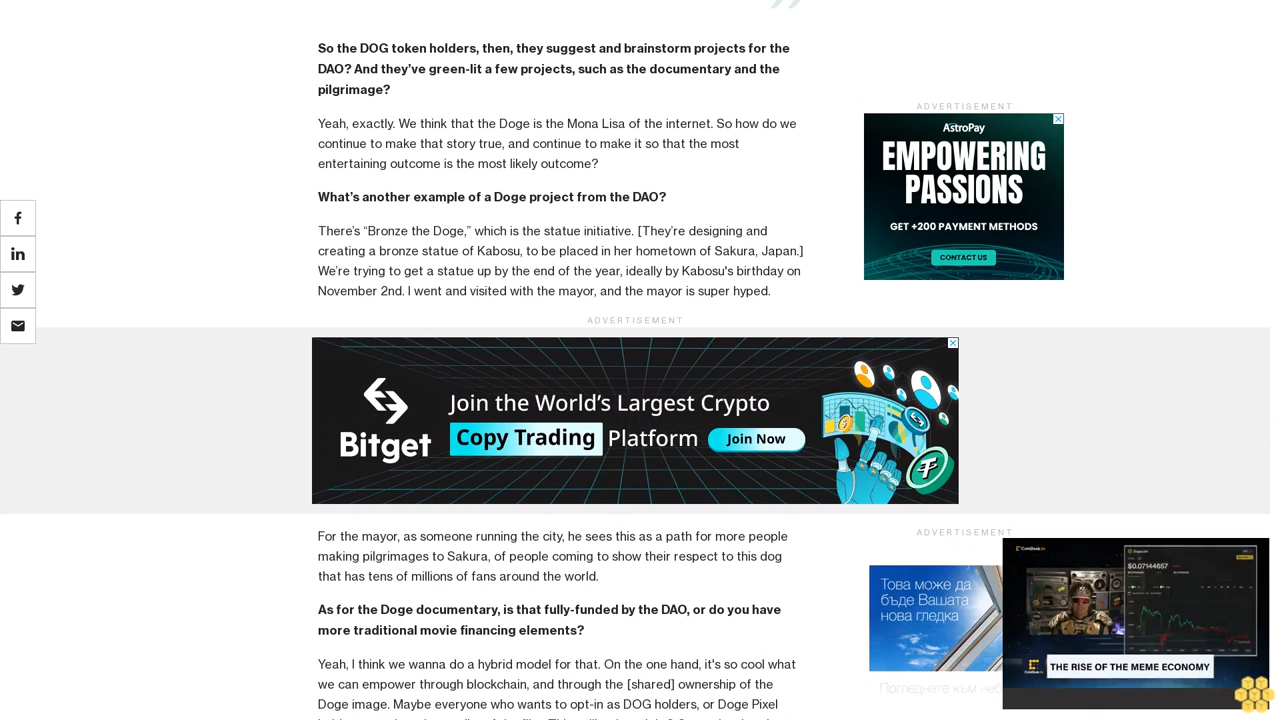 So the DOG token holders, then, they suggest and brainstorm projects for the
DAO? And they’ve green-lit a few projects, such as the documentary and the
pilgrimage?
Yeah, exactly. We think that the Doge is the Mona Lisa of the internet. So how do we
continue to make that story true, and continue to make it so that the most
entertaining outcome is the most likely outcome?
What’s another example of a Doge project from the DAO?
There’s “Bronze the Doge,” which is the statue initiative. [They’re designing and
creating a bronze statue of Kabosu, to be placed in her hometown of Sakura, Japan.]
We’re trying to get a statue up by the end of the year, ideally by Kabosu's birthday on
November 2nd. I went and visited with the mayor, and the mayor is super hyped.
ADVERTISEMENT
AstroPay
EMPOWERING
PASSIONS
GET +200 PAYMENT METHODS
CONTACT US
ADVERTISEMENT
Bitget
Join the World’s Largest Crypto
Copy Trading Platform
Join Now
For the mayor, as someone running the city, he sees this as a path for more people
making pilgrimages to Sakura, of people coming to show their respect to this dog
that has tens of millions of fans around the world.
As for the Doge documentary, is that fully-funded by the DAO, or do you have
more traditional movie financing elements?
Yeah, I think we wanna do a hybrid model for that. On the one hand, it's so cool what
we can empower through blockchain, and through the [shared] ownership of the
Doge image. Maybe everyone who wants to opt-in as DOG holders, or Doge Pixel
ADVERTISEMENT
Това може да
бъде Вашата
нова гледка
Погледнете към неб
$0.07144657
THE RISE OF THE MEME ECONOMY